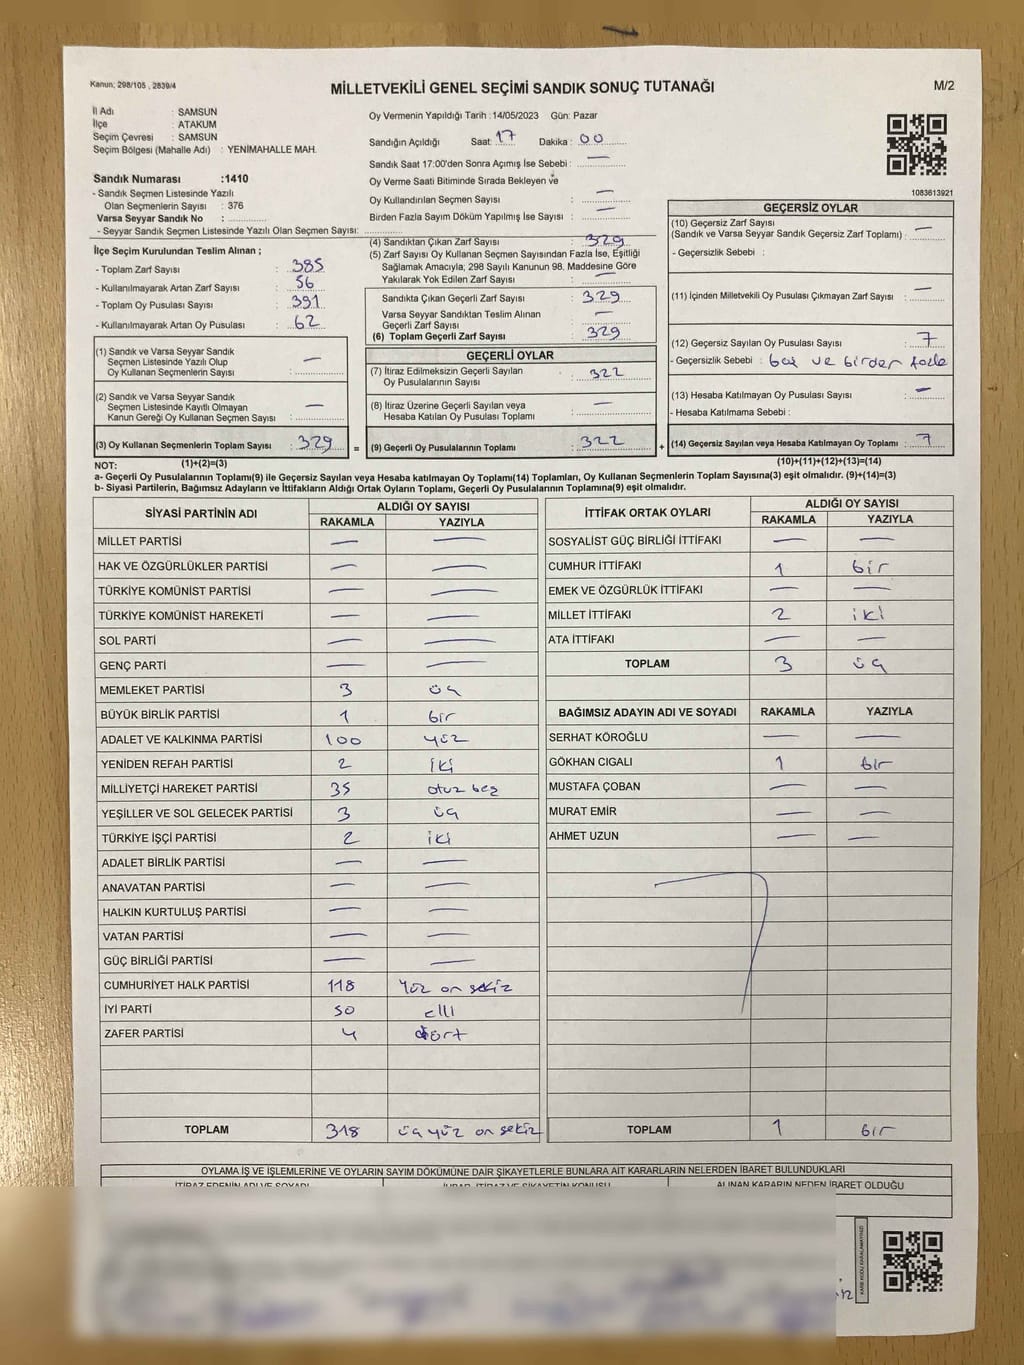 Kanun; 298/105 , 2839/4
MİLLETVEKİLİ GENEL SEÇİMİ SANDIK SONUÇ TUTANAĞI
M/2
İl Adı : SAMSUN
İlçe : ATAKUM
Seçim Çevresi : SAMSUN
Seçim Bölgesi (Mahalle Adı) : YENİMAHALLE MAH.
Oy Vermenin Yapıldığı Tarih :14/05/2023 Gün: Pazar
Sandığın Açıldığı Saat: 17 Dakika : 00
Sandık Saat 17:00'den Sonra Açılmış İse Sebebi : —
Oy Verme Saati Bitiminde Sırada Bekleyen ve
Oy Kullandırılan Seçmen Sayısı : —
Birden Fazla Sayım Döküm Yapılmış İse Sayısı : —
Sandık Numarası :1410
- Sandık Seçmen Listesinde Yazılı
Olan Seçmenlerin Sayısı : 376
Varsa Seyyar Sandık No :
- Seyyar Sandık Seçmen Listesinde Yazılı Olan Seçmen Sayısı:
1083613921
İlçe Seçim Kurulundan Teslim Alınan ;
- Toplam Zarf Sayısı : 385
- Kullanılmayarak Artan Zarf Sayısı : 56
- Toplam Oy Pusulası Sayısı : 391
- Kullanılmayarak Artan Oy Pusulası : 62
(1) Sandık ve Varsa Seyyar Sandık
Seçmen Listesinde Yazılı Olup
Oy Kullanan Seçmenlerin Sayısı : —
(2) Sandık ve Varsa Seyyar Sandık
Seçmen Listesinde Kayıtlı Olmayan
Kanun Gereği Oy Kullanan Seçmen Sayısı : —
(3) Oy Kullanan Seçmenlerin Toplam Sayısı : 329
(4) Sandıktan Çıkan Zarf Sayısı : 329
(5) Zarf Sayısı Oy Kullanan Seçmen Sayısından Fazla İse, Eşitliği
Sağlamak Amacıyla; 298 Sayılı Kanunun 98. Maddesine Göre
Yakılarak Yok Edilen Zarf Sayısı : —
Sandıkta Çıkan Geçerli Zarf Sayısı : 329
Varsa Seyyar Sandıktan Teslim Alınan
Geçerli Zarf Sayısı : —
(6) Toplam Geçerli Zarf Sayısı : 329
GEÇERLİ OYLAR
(7) İtiraz Edilmeksizin Geçerli Sayılan
Oy Pusulalarının Sayısı : 322
(8) İtiraz Üzerine Geçerli Sayılan veya
Hesaba Katılan Oy Pusulası Toplamı : —
= (9) Geçerli Oy Pusulalarının Toplamı : 322 +
GEÇERSİZ OYLAR
(10) Geçersiz Zarf Sayısı
(Sandık ve Varsa Seyyar Sandık Geçersiz Zarf Toplamı) : —
- Geçersizlik Sebebi :
(11) İçinden Milletvekili Oy Pusulası Çıkmayan Zarf Sayısı : —
(12) Geçersiz Sayılan Oy Pusulası Sayısı : 7
- Geçersizlik Sebebi : boş ve birden fazla
(13) Hesaba Katılmayan Oy Pusulası Sayısı : —
- Hesaba Katılmama Sebebi :
(14) Geçersiz Sayılan veya Hesaba Katılmayan Oy Toplamı : 7
NOT: (1)+(2)=(3) (10)+(11)+(12)+(13)=(14)
a- Geçerli Oy Pusulalarının Toplamı(9) ile Geçersiz Sayılan veya Hesaba katılmayan Oy Toplamı(14) Toplamları, Oy Kullanan Seçmenlerin Toplam Sayısına(3) eşit olmalıdır. (9)+(14)=(3)
b- Siyasi Partilerin, Bağımsız Adayların ve İttifakların Aldığı Ortak Oyların Toplamı, Geçerli Oy Pusulalarının Toplamına(9) eşit olmalıdır.
SİYASİ PARTİNİN ADI ALDIĞI OY SAYISI
RAKAMLA YAZIYLA
MİLLET PARTİSİ — —
HAK VE ÖZGÜRLÜKLER PARTİSİ — —
TÜRKİYE KOMÜNİST PARTİSİ — —
TÜRKİYE KOMÜNİST HAREKETİ — —
SOL PARTİ — —
GENÇ PARTİ — —
MEMLEKET PARTİSİ 3 üç
BÜYÜK BİRLİK PARTİSİ 1 bir
ADALET VE KALKINMA PARTİSİ 100 yüz
YENİDEN REFAH PARTİSİ 2 iki
MİLLİYETÇİ HAREKET PARTİSİ 35 otuz beş
YEŞİLLER VE SOL GELECEK PARTİSİ 3 üç
TÜRKİYE İŞÇİ PARTİSİ 2 iki
ADALET BİRLİK PARTİSİ — —
ANAVATAN PARTİSİ — —
HALKIN KURTULUŞ PARTİSİ — —
VATAN PARTİSİ — —
GÜÇ BİRLİĞİ PARTİSİ — —
CUMHURİYET HALK PARTİSİ 118 Yüz on sekiz
İYİ PARTİ 50 elli
ZAFER PARTİSİ 4 dört
TOPLAM 318 üç yüz on sekiz
İTTİFAK ORTAK OYLARI ALDIĞI OY SAYISI
RAKAMLA YAZIYLA
SOSYALİST GÜÇ BİRLİĞİ İTTİFAKI — —
CUMHUR İTTİFAKI 1 bir
EMEK VE ÖZGÜRLÜK İTTİFAKI — —
MİLLET İTTİFAKI 2 iki
ATA İTTİFAKI — —
TOPLAM 3 üç
BAĞIMSIZ ADAYIN ADI VE SOYADI RAKAMLA YAZIYLA
SERHAT KÖROĞLU — —
GÖKHAN CIGALI 1 bir
MUSTAFA ÇOBAN — —
MURAT EMİR — —
AHMET UZUN — —
TOPLAM 1 bir
OYLAMA İŞ VE İŞLEMLERİNE VE OYLARIN SAYIM DÖKÜMÜNE DAİR ŞİKAYETLERLE BUNLARA AİT KARARLARIN NELERDEN İBARET BULUNDUKLARI
İTİRAZ EDENİN ADI VE SOYADI İHBAR, İTİRAZ VE ŞİKAYETİN KONUSU ALINAN KARARIN NEDEN İBARET OLDUĞU